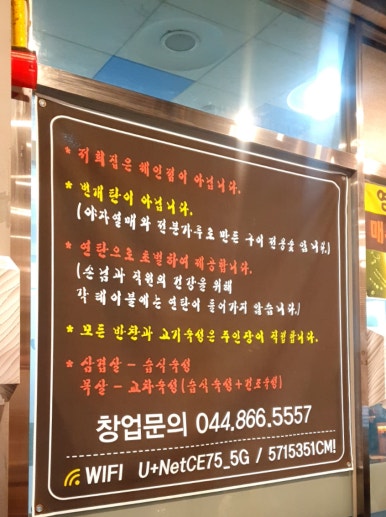 * 저희집은 체인점이 아닙니다.
* 번개탄이 아닙니다.
(야자열매와 전분가루로 만든 구이 전용숯 입니다.)
* 연탄으로 초벌하여 제공합니다.
(손님과 직원의 건강을 위해
각 테이블에는 연탄이 들어가지 않습니다.)
* 모든 반찬과 고기숙성은 주인장이 직접합니다.
* 삼겹살 - 습식숙성
목살 - 교차숙성(습식숙성+건조숙성)
창업문의 044.866.5557
WIFI U+NetCE75_5G / 5715351CM!